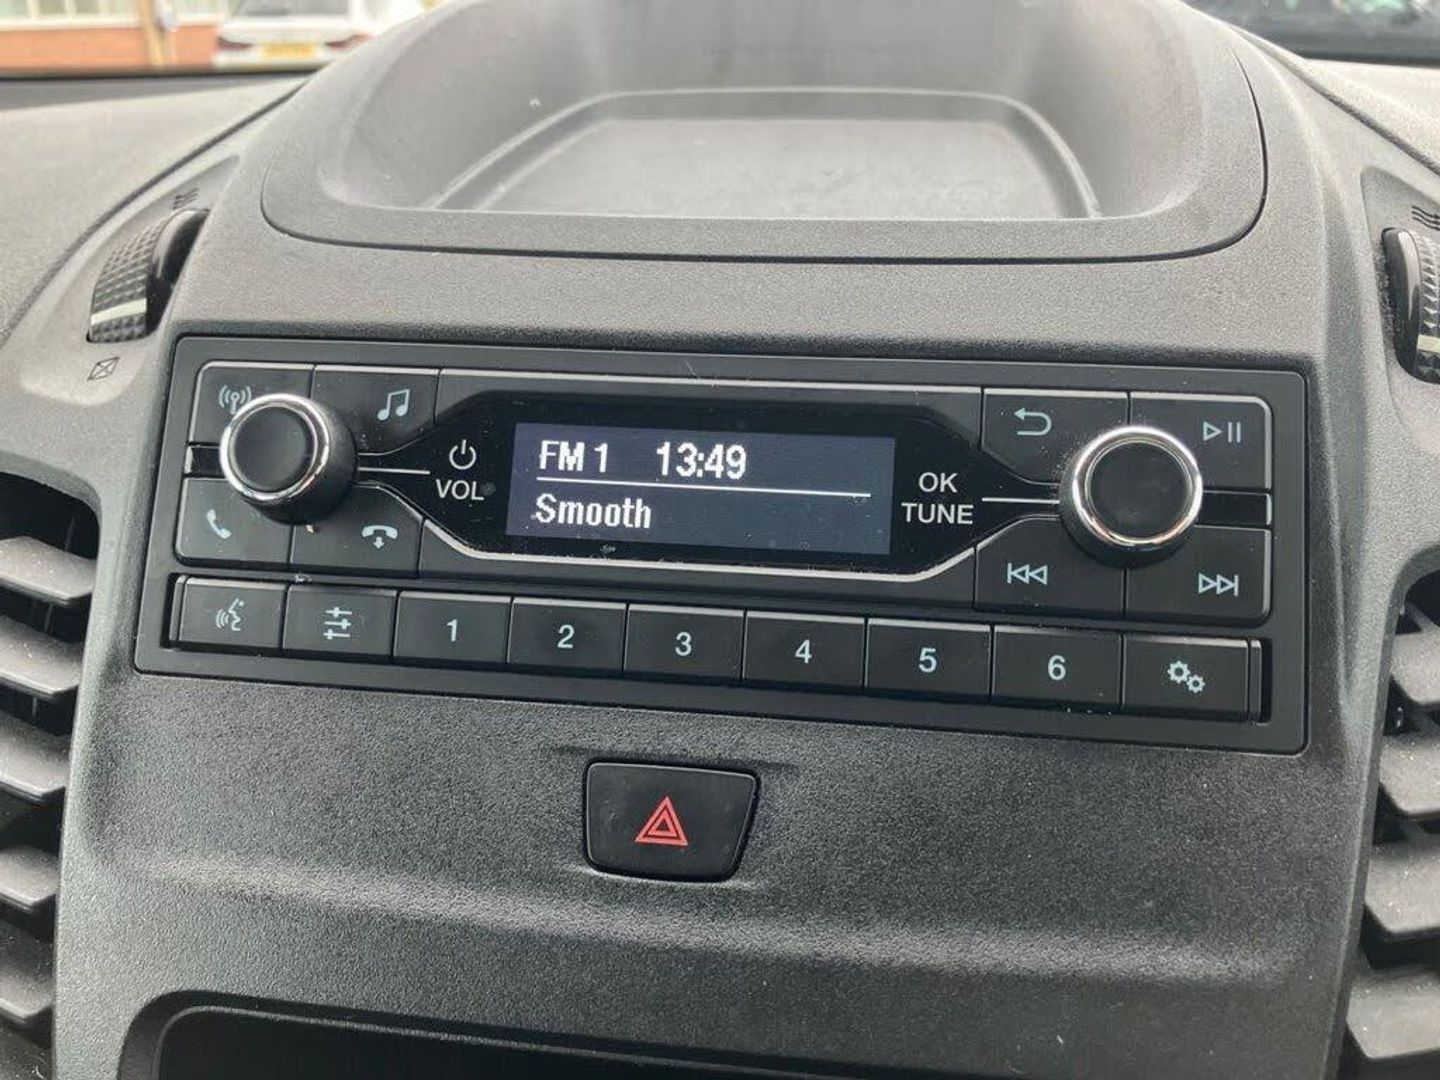 FM 1 13:49
Smooth
VOL
OK
TUNE
1 2 3 4 5 6